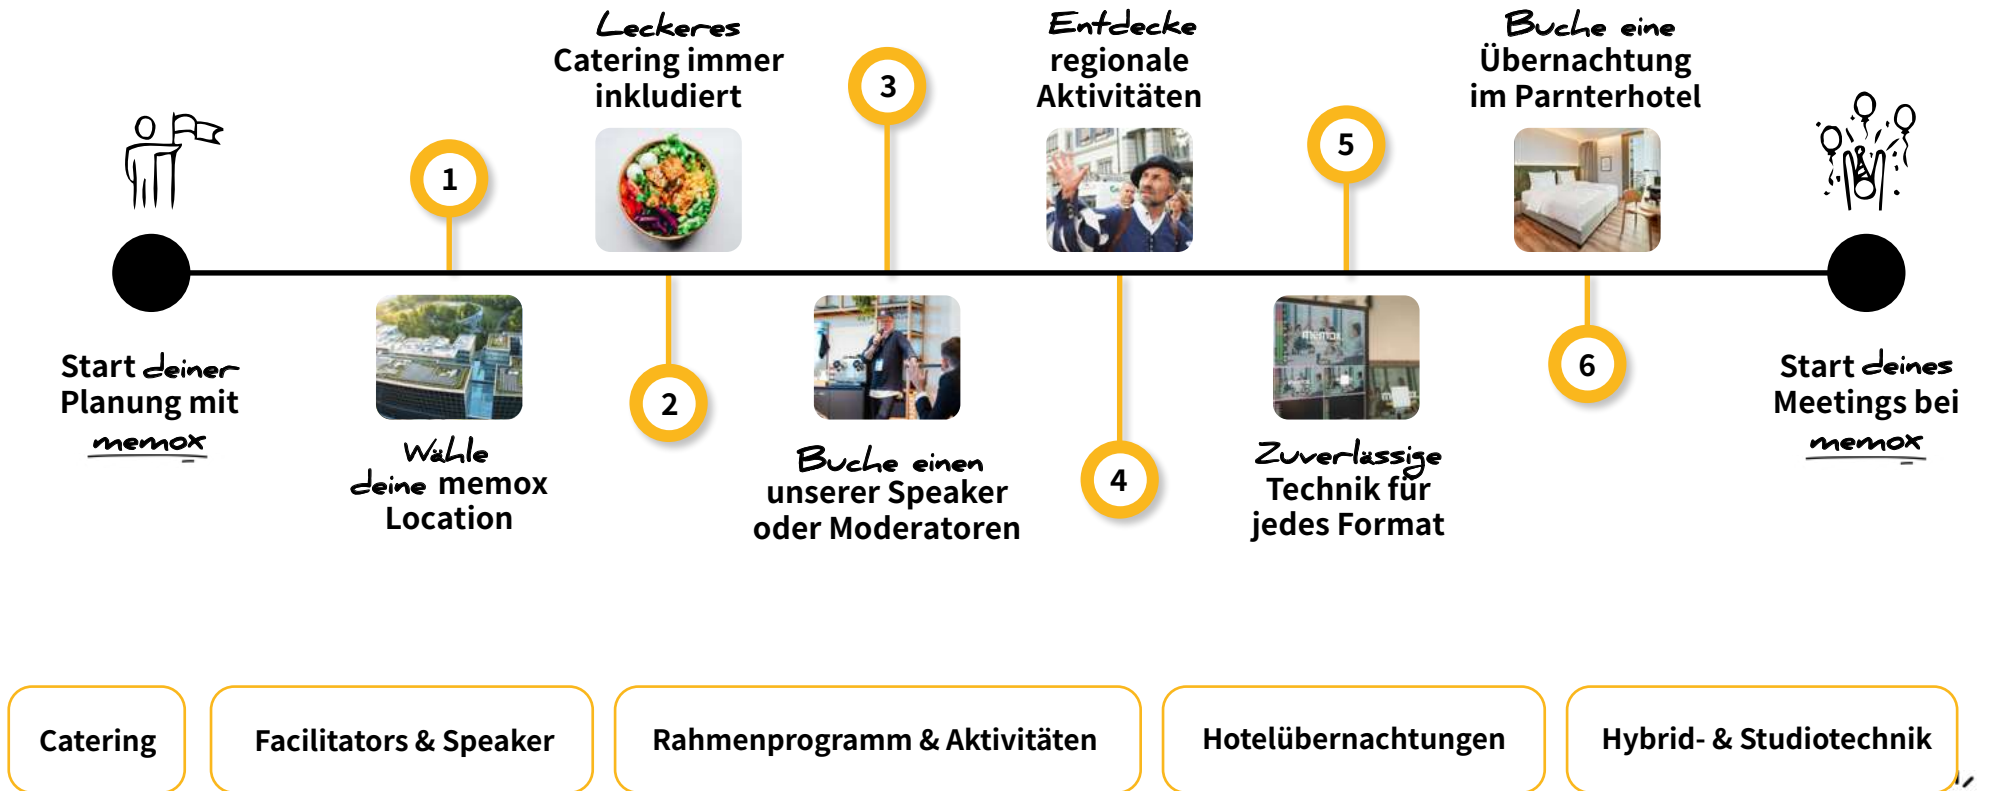 Start deiner
Planung mit
memox
1
Wähle
deine memox
Location
Leckeres
Catering immer
inkludiert
2
3
Buche einen
unserer Speaker
oder Moderatoren
Entdecke
regionale
Aktivitäten
4
5
Zuverlässige
Technik für
jedes Format
memox
Buche eine
Übernachtung
im Parnterhotel
6
Start deines
Meetings bei
memox
Catering
Facilitators & Speaker
Rahmenprogramm & Aktivitäten
Hotelübernachtungen
Hybrid- & Studiotechnik